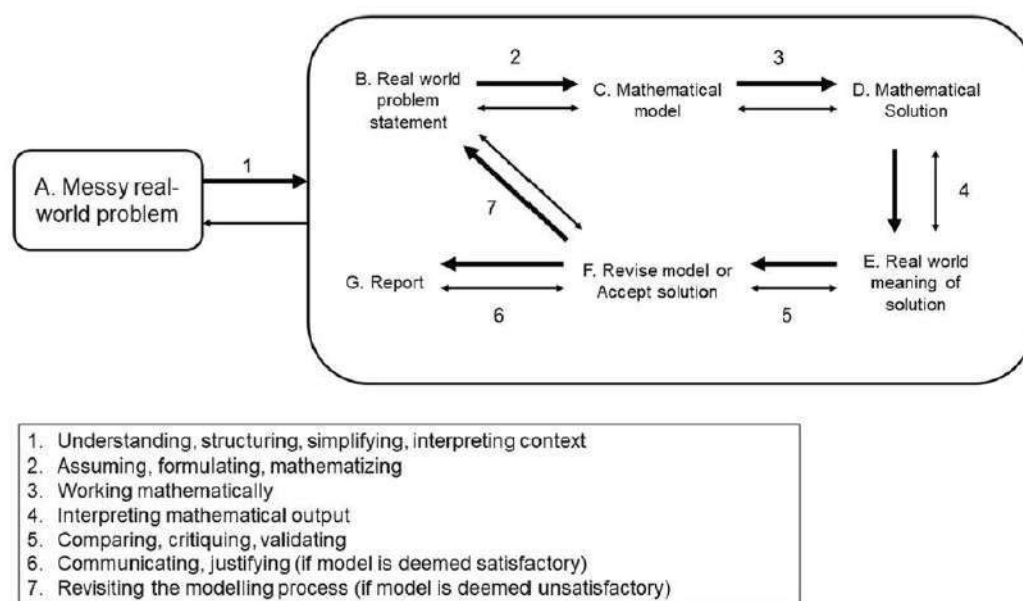 A. Messy real-
world problem
1
B. Real world
problem
statement
2
C. Mathematical
model
3
D. Mathematical
Solution
4
E. Real world
meaning of
solution
5
F. Revise model or
Accept solution
7
6
G. Report
1. Understanding, structuring, simplifying, interpreting context
2. Assuming, formulating, mathematizing
3. Working mathematically
4. Interpreting mathematical output
5. Comparing, critiquing, validating
6. Communicating, justifying (if model is deemed satisfactory)
7. Revisiting the modelling process (if model is deemed unsatisfactory)